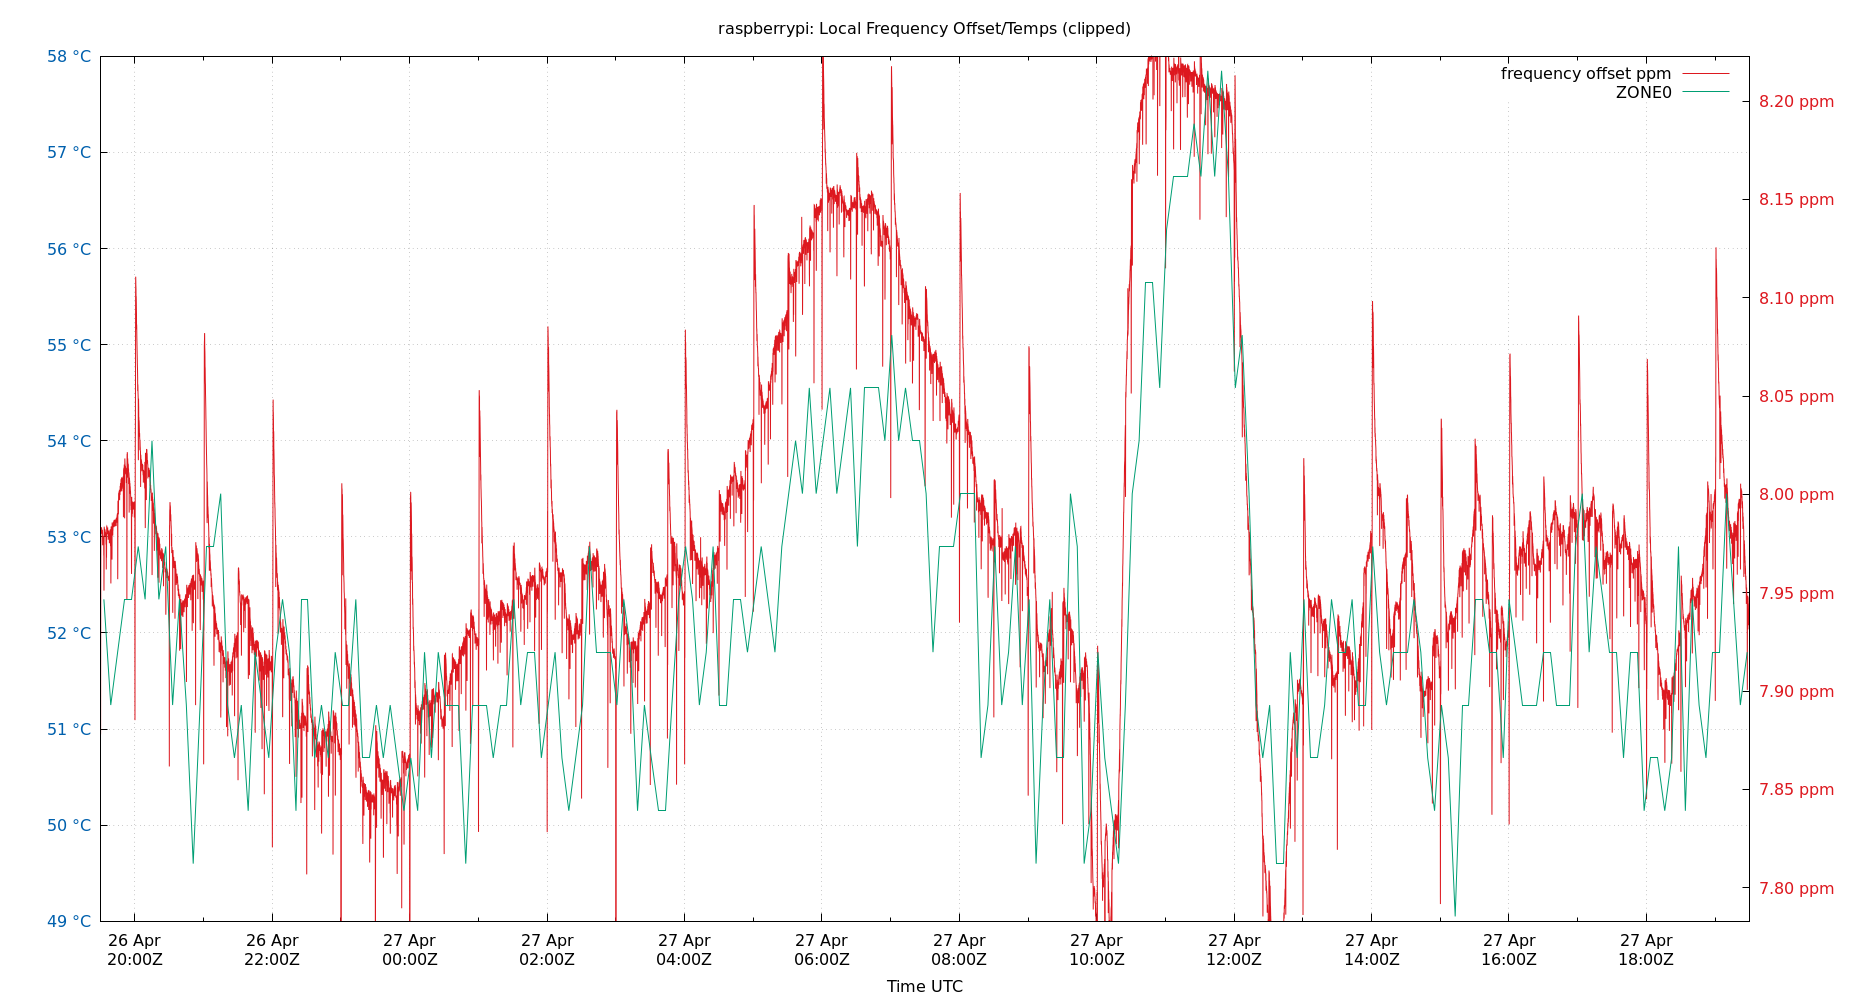 raspberrypi: Local Frequency Offset/Temps (clipped)
58 °C
57 °C
56 °C
55 °C
54 °C
53 °C
52 °C
51 °C
50 °C
49 °C
frequency offset ppm
ZONE0
8.20 ppm
8.15 ppm
8.10 ppm
8.05 ppm
8.00 ppm
7.95 ppm
7.90 ppm
7.85 ppm
7.80 ppm
26 Apr 26 Apr 27 Apr 27 Apr 27 Apr 27 Apr 27 Apr 27 Apr 27 Apr 27 Apr 27 Apr 27 Apr
20:00Z 22:00Z 00:00Z 02:00Z 04:00Z 06:00Z 08:00Z 10:00Z 12:00Z 14:00Z 16:00Z 18:00Z
Time UTC